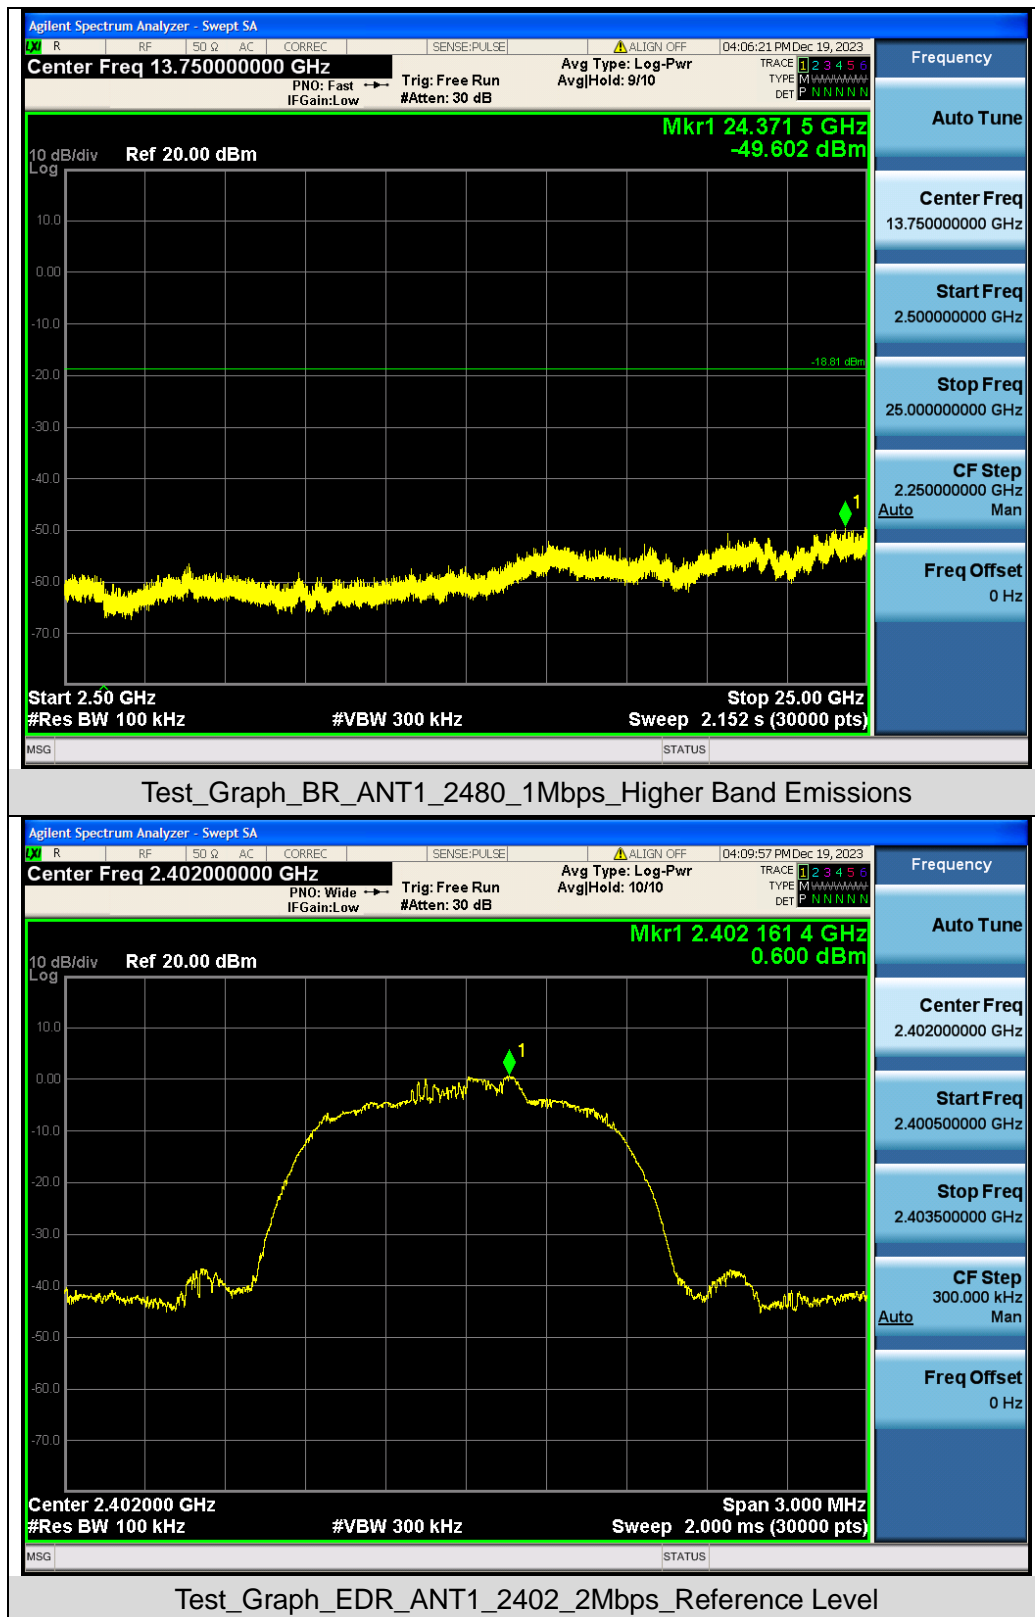 Agilent Spectrum Analyzer - Swept SA
LXI R RF 50 Ω AC CORREC SENSE:PULSE ALIGN OFF 04:06:21 PM Dec 19, 2023
Center Freq 13.750000000 GHz
PNO: Fast
IFGain:Low
Trig: Free Run
#Atten: 30 dB
Avg Type: Log-Pwr
Avg|Hold: 9/10
TRACE 1 2 3 4 5 6
TYPE M
DET P N N N N N
Mkr1 24.371 5 GHz
-49.602 dBm
10 dB/div Ref 20.00 dBm
Log
10.0
0.00
-10.0
-18.81 dBm
-20.0
-30.0
-40.0
1
-50.0
-60.0
-70.0
Start 2.50 GHz Stop 25.00 GHz
#Res BW 100 kHz #VBW 300 kHz Sweep 2.152 s (30000 pts)
MSG STATUS
Frequency
Auto Tune
Center Freq
13.750000000 GHz
Start Freq
2.500000000 GHz
Stop Freq
25.000000000 GHz
CF Step
2.250000000 GHz
Auto Man
Freq Offset
0 Hz
Test_Graph_BR_ANT1_2480_1Mbps_Higher Band Emissions
Agilent Spectrum Analyzer - Swept SA
LXI R RF 50 Ω AC CORREC SENSE:PULSE ALIGN OFF 04:09:57 PM Dec 19, 2023
Center Freq 2.402000000 GHz
PNO: Wide
IFGain:Low
Trig: Free Run
#Atten: 30 dB
Avg Type: Log-Pwr
Avg|Hold: 10/10
TRACE 1 2 3 4 5 6
TYPE M
DET P N N N N N
Mkr1 2.402 161 4 GHz
0.600 dBm
10 dB/div Ref 20.00 dBm
Log
10.0
1
0.00
-10.0
-20.0
-30.0
-40.0
-50.0
-60.0
-70.0
Center 2.402000 GHz Span 3.000 MHz
#Res BW 100 kHz #VBW 300 kHz Sweep 2.000 ms (30000 pts)
MSG STATUS
Frequency
Auto Tune
Center Freq
2.402000000 GHz
Start Freq
2.400500000 GHz
Stop Freq
2.403500000 GHz
CF Step
300.000 kHz
Auto Man
Freq Offset
0 Hz
Test_Graph_EDR_ANT1_2402_2Mbps_Reference Level